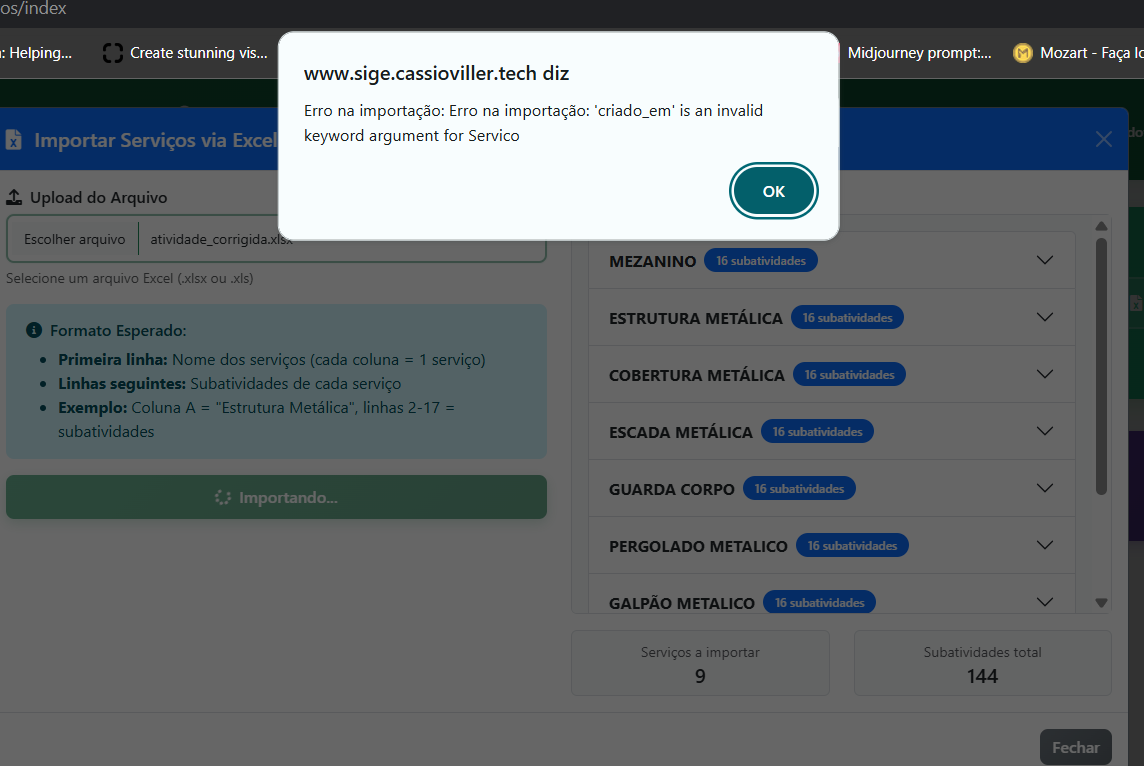 os/index
: Helping...
Create stunning vis...
Midjourney prompt:...
Mozart - Faça
www.sige.cassioviller.tech diz
Erro na importação: Erro na importação: 'criado_em' is an invalid
keyword argument for Servico
OK
Importar Serviços via Excel
Upload do Arquivo
Escolher arquivo
atividade_corrigida.xlsx
Selecione um arquivo Excel (.xlsx ou .xls)
Formato Esperado:
• Primeira linha: Nome dos serviços (cada coluna = 1 serviço)
• Linhas seguintes: Subatividades de cada serviço
• Exemplo: Coluna A = "Estrutura Metálica", linhas 2-17 =
subatividades
Importando...
MEZANINO 16 subatividades
ESTRUTURA METÁLICA 16 subatividades
COBERTURA METÁLICA 16 subatividades
ESCADA METÁLICA 16 subatividades
GUARDA CORPO 16 subatividades
PERGOLADO METALICO 16 subatividades
GALPÃO METALICO 16 subatividades
Serviços a importar
9
Subatividades total
144
Fechar